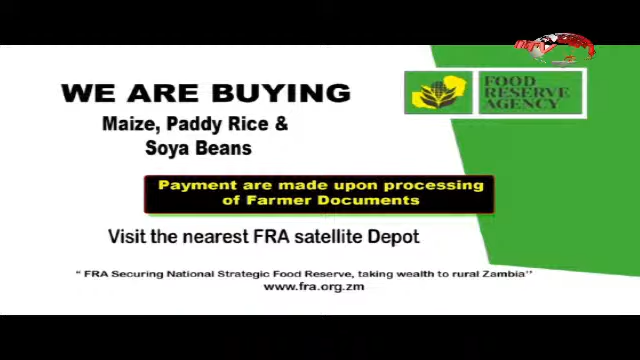 WE ARE BUYING
Maize, Paddy Rice &
Soya Beans
FOOD
RESERVE
AGENCY
Payment are made upon processing
of Farmer Documents
Visit the nearest FRA satellite Depot
“ FRA Securing National Strategic Food Reserve, taking wealth to rural Zambia’’
www.fra.org.zm